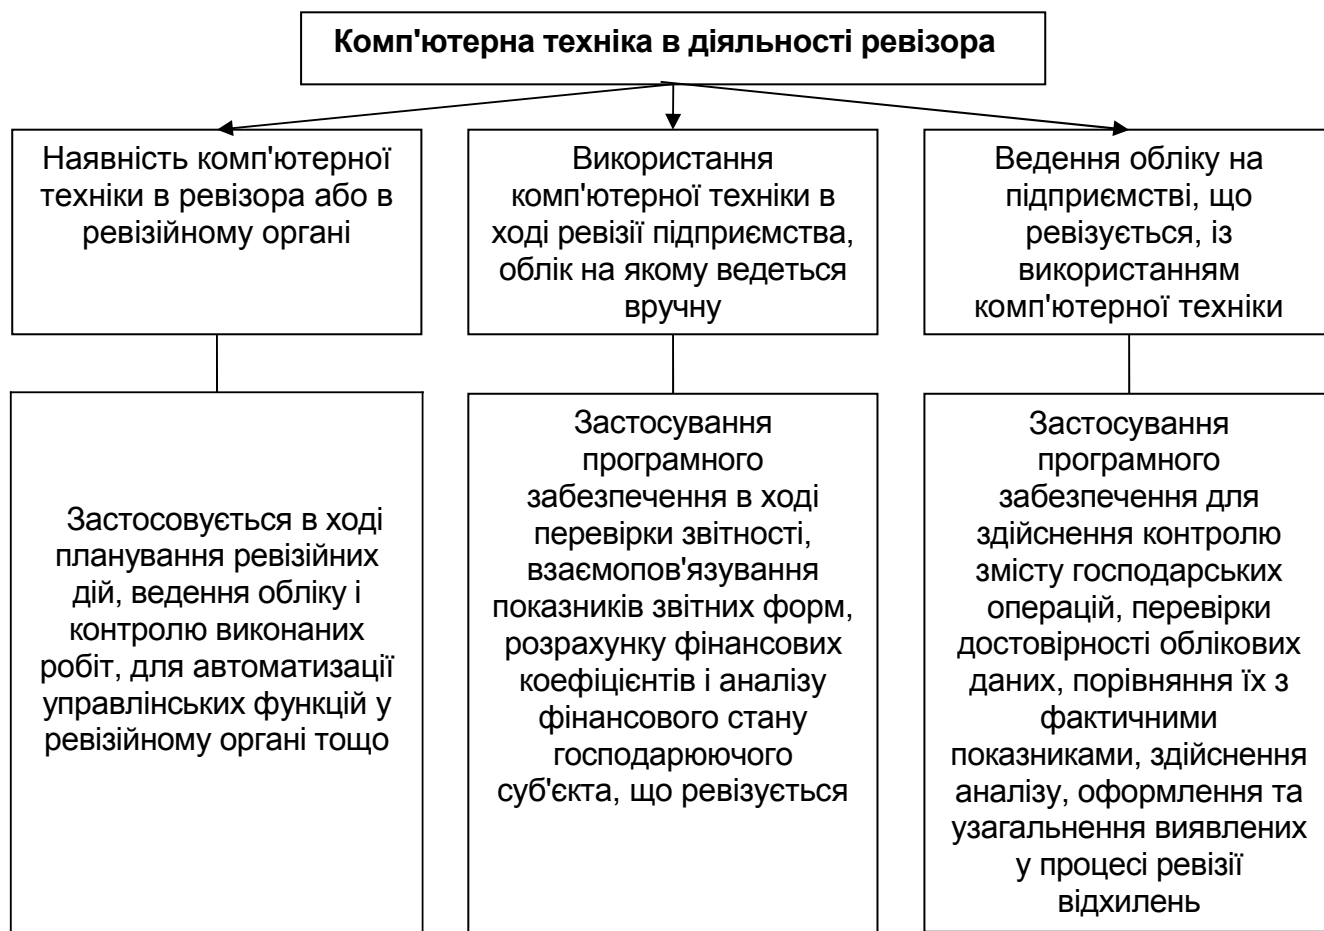 Комп'ютерна техніка в діяльності ревізора
Наявність комп'ютерної
техніки в ревізора або в
ревізійному органі
Використання
комп'ютерної техніки в
ході ревізії підприємства,
облік на якому ведеться
вручну
Ведення обліку на
підприємстві, що
ревізується, із
використанням
комп'ютерної техніки
Застосовується в ході
планування ревізійних
дій, ведення обліку і
контролю виконаних
робіт, для автоматизації
управлінських функцій у
ревізійному органі тощо
Застосування
програмного
забезпечення в ході
перевірки звітності,
взаємопов'язування
показників звітних форм,
розрахунку фінансових
коефіцієнтів і аналізу
фінансового стану
господарюючого
суб'єкта, що ревізується
Застосування
програмного
забезпечення для
здійснення контролю
змісту господарських
операцій, перевірки
достовірності облікових
даних, порівняння їх з
фактичними
показниками, здійснення
аналізу, оформлення та
узагальнення виявлених
у процесі ревізії
відхилень